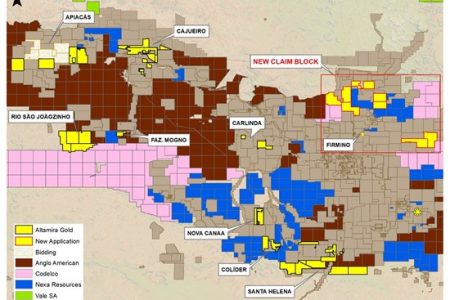 APIACÁS
CAJUEIRO
NEW CLAIM BLOCK
RIO SÃO JOÃOZINHO
FAZ. MOGNO
CARLINDA
FIRMINO
NOVA CANAA
COLÍDER
SANTA HELENA
Altamira Gold
New Application
Bidding
Anglo American
Codelco
Nexa Resources
Vale SA